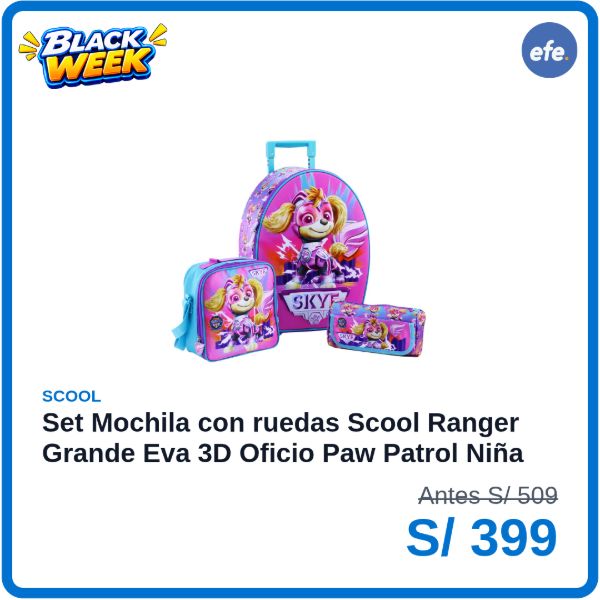 BLACK
WEEK
efe.
SKYE
SKYE
SKYE
SCOOL
Set Mochila con ruedas Scool Ranger
Grande Eva 3D Oficio Paw Patrol Niña
Antes S/ 509
S/ 399